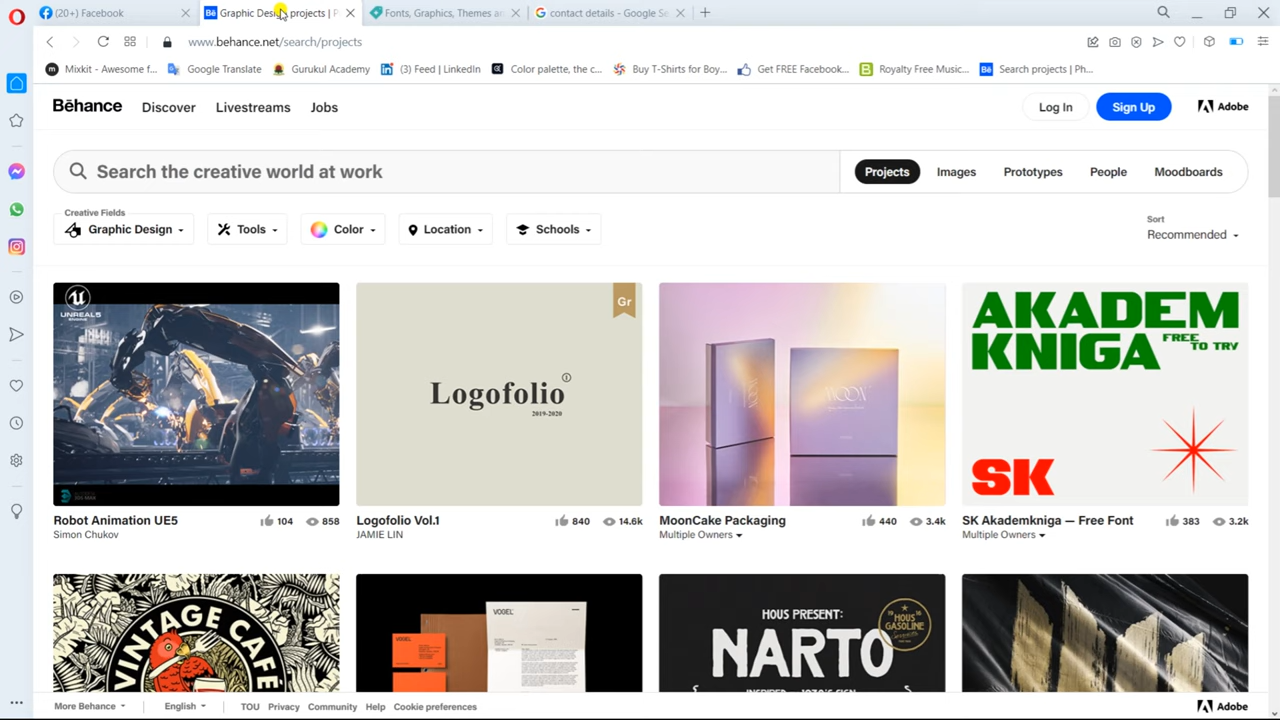 (20+) Facebook
Graphic Design projects | P
Fonts, Graphics, Themes an
contact details - Google Se
www.behance.net/search/projects
Mixkit - Awesome f...
Google Translate
Gurukul Academy
(3) Feed | LinkedIn
Color palette, the c...
Buy T-Shirts for Boy...
Get FREE Facebook...
Royalty Free Music...
Search projects | Ph...
Bēhance
Discover
Livestreams
Jobs
Log In
Sign Up
Adobe
Search the creative world at work
Projects
Images
Prototypes
People
Moodboards
Creative Fields
Graphic Design
Tools
Color
Location
Schools
Sort
Recommended
UNREAL5
ENGINE
Robot Animation UE5
104
858
Simon Chukov
Gr
Logofolio
2019-2020
Logofolio Vol.1
840
14.6k
JAMIE LIN
MOON
MoonCake Packaging
440
3.4k
Multiple Owners
AKADEM
KNIGA
FREE
TO TRY
SK
SK Akademkniga — Free Font
383
3.2k
Multiple Owners
VINTAGE CAFE
VOGEL
VOGEL
HOUS PRESENT:
NARTO
HOUS
GASOLINE
More Behance
English
TOU
Privacy
Community
Help
Cookie preferences
Adobe